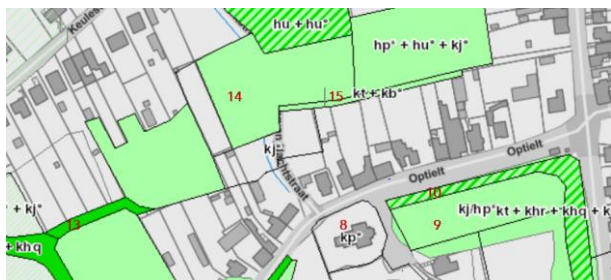 Keules
hu + hu°
hp* + hu° + kj°
14
15
kt + kb°
kj°
Optielt
Optielt
° + kj°
13
+ khq
10
8
kp°
9
kj/hp*
kt + khr + khq + k